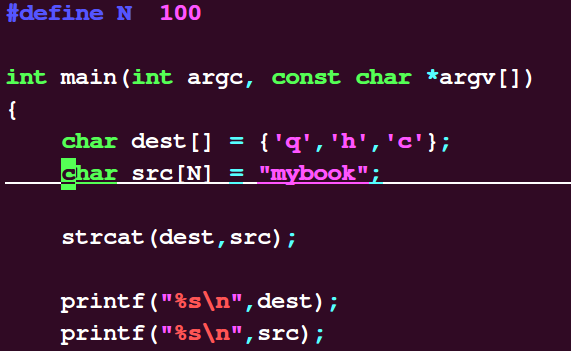 #define N  100
int main(int argc, const char *argv[])
{
char dest[] = {'q','h','c'};
char src[N] = "mybook";
strcat(dest,src);
printf("%s\n",dest);
printf("%s\n",src);